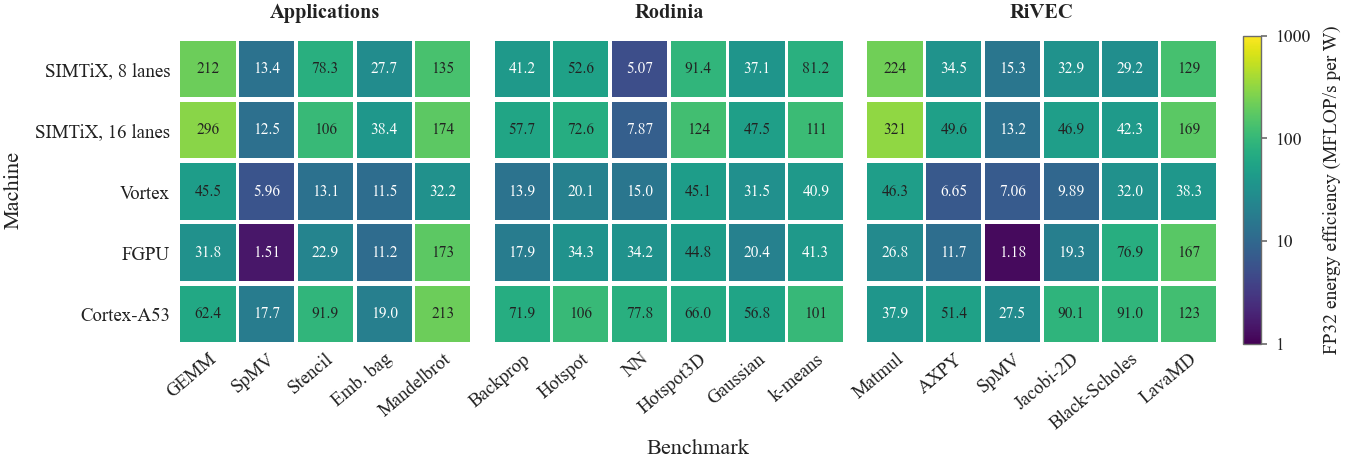 Applications Rodinia RiVEC
SIMTiX, 8 lanes 212 13.4 78.3 27.7 135 41.2 52.6 5.07 91.4 37.1 81.2 224 34.5 15.3 32.9 29.2 129
SIMTiX, 16 lanes 296 12.5 106 38.4 174 57.7 72.6 7.87 124 47.5 111 321 49.6 13.2 46.9 42.3 169
Vortex 45.5 5.96 13.1 11.5 32.2 13.9 20.1 15.0 45.1 31.5 40.9 46.3 6.65 7.06 9.89 32.0 38.3
FGPU 31.8 1.51 22.9 11.2 173 17.9 34.3 34.2 44.8 20.4 41.3 26.8 11.7 1.18 19.3 76.9 167
Cortex-A53 62.4 17.7 91.9 19.0 213 71.9 106 77.8 66.0 56.8 101 37.9 51.4 27.5 90.1 91.0 123
GEMM SpMV Stencil Emb. bag Mandelbrot Backprop Hotspot NN Hotspot3D Gaussian k-means Matmul AXPY SpMV Jacobi-2D Black-Scholes LavaMD
Benchmark
Machine
1000
100
10
1
FP32 energy efficiency (MFLOP/s per W)